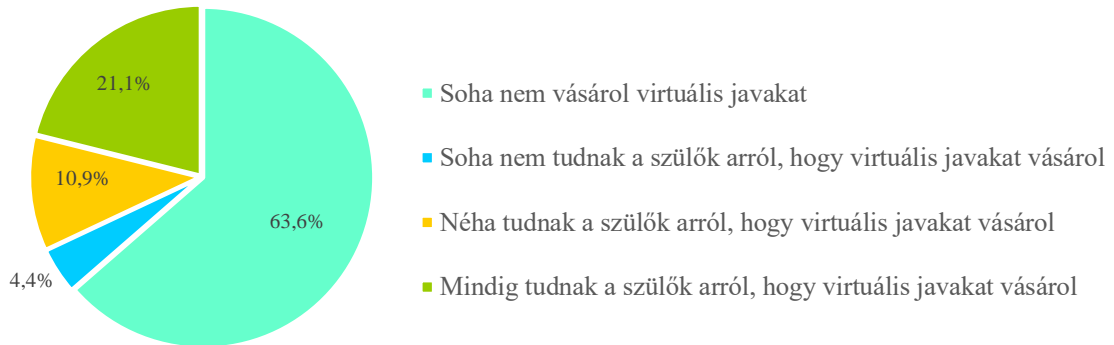 21,1%
Soha nem vásárol virtuális javakat
Soha nem tudnak a szülők arról, hogy virtuális javakat vásárol
10,9%
63,6%
Néha tudnak a szülők arról, hogy virtuális javakat vásárol
4,4%
Mindig tudnak a szülők arról, hogy virtuális javakat vásárol